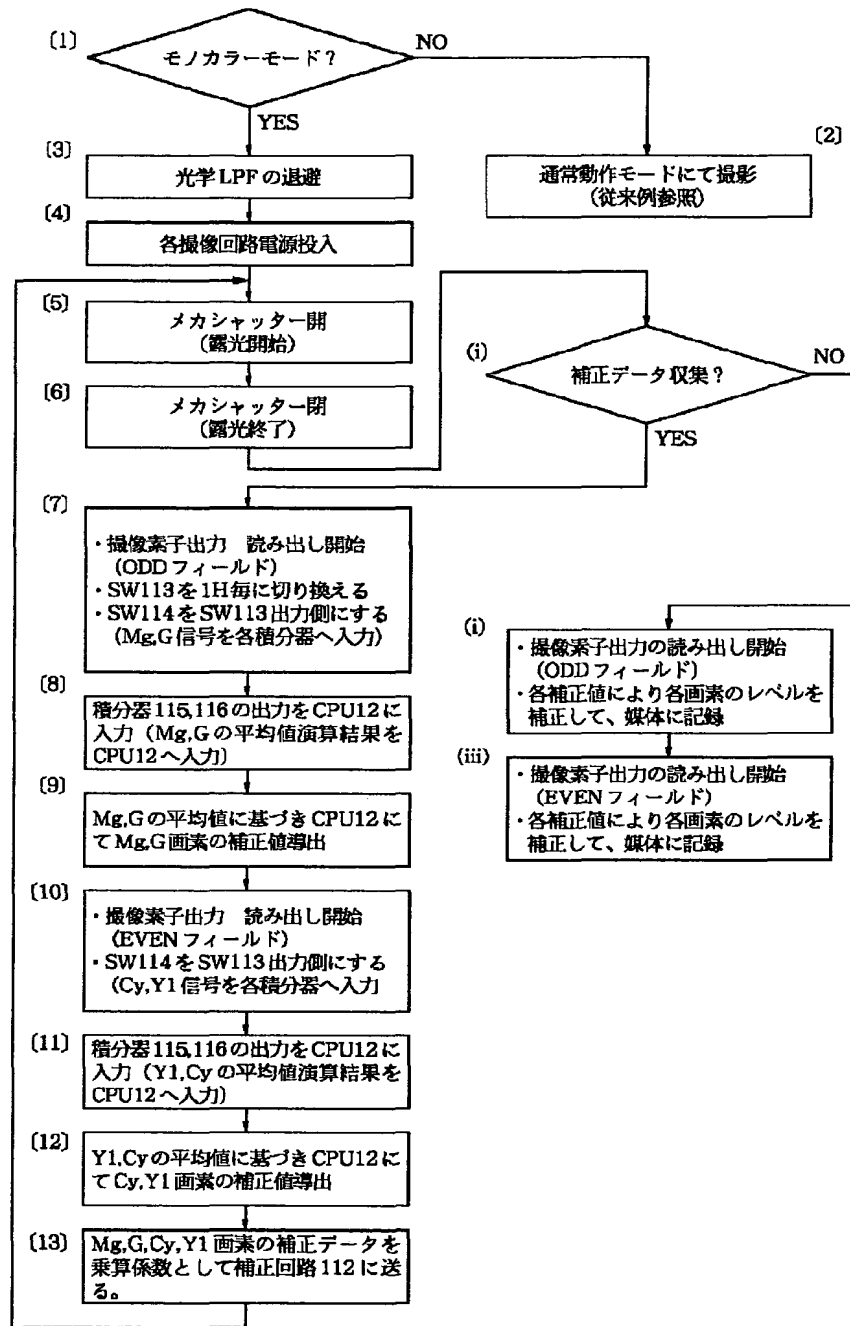 〔1〕
モノカラーモード？
NO
YES
〔2〕
通常動作モードにて撮影
(従来例参照)
〔3〕
光学LPFの退避
〔4〕
各撮像回路電源投入
〔5〕
メカシャッター開
(露光開始)
〔6〕
メカシャッター閉
(露光終了)
(i)
補正データ収集？
NO
YES
〔7〕
・撮像素子出力　読み出し開始
(ODDフィールド)
・SW113を1H毎に切り換える
・SW114をSW113出力側にする
(Mg,G信号を各積分器へ入力)
〔8〕
積分器115,116の出力をCPU12に
入力（Mg,Gの平均値演算結果を
CPU12へ入力）
〔9〕
Mg,Gの平均値に基づきCPU12に
てMg,G画素の補正値導出
〔10〕
・撮像素子出力　読み出し開始
(EVENフィールド)
・SW114をSW113出力側にする
(Cy,Y1信号を各積分器へ入力
〔11〕
積分器115,116の出力をCPU12に
入力（Y1,Cyの平均値演算結果を
CPU12へ入力）
〔12〕
Y1,Cyの平均値に基づきCPU12に
てCy,Y1画素の補正値導出
〔13〕
Mg,G,Cy,Y1画素の補正データを
乗算係数として補正回路112に送
る。
(i)
・撮像素子出力の読み出し開始
(ODDフィールド)
・各補正値により各画素のレベルを
補正して、媒体に記録
(iii)
・撮像素子出力の読み出し開始
(EVENフィールド)
・各補正値により各画素のレベルを
補正して、媒体に記録